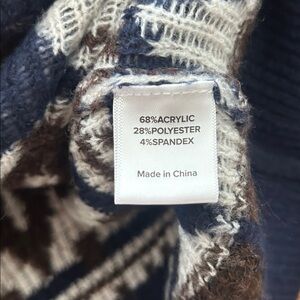 68%ACRYLIC
28%POLYESTER
4%SPANDEX
Made in China